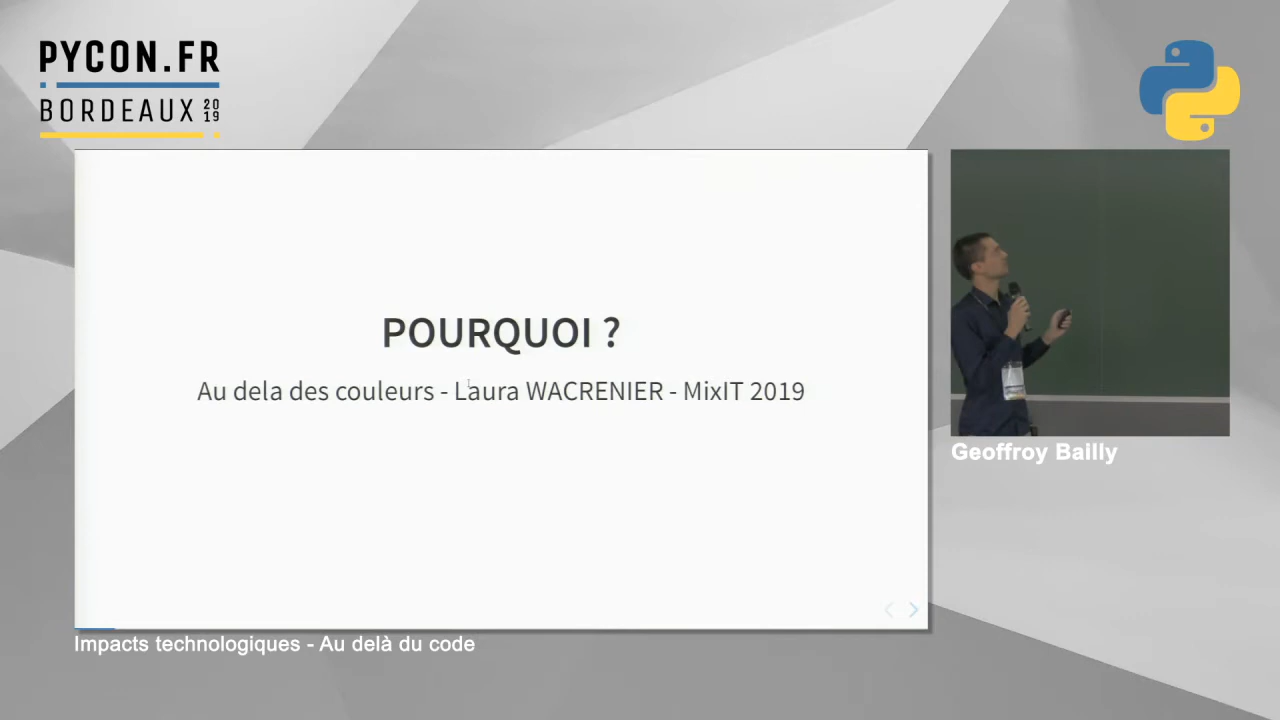 PYCON.FR
BORDEAUX 2019
POURQUOI ?
Au dela des couleurs - Laura WACRENIER - MixIT 2019
Geoffroy Bailly
Impacts technologiques - Au delà du code